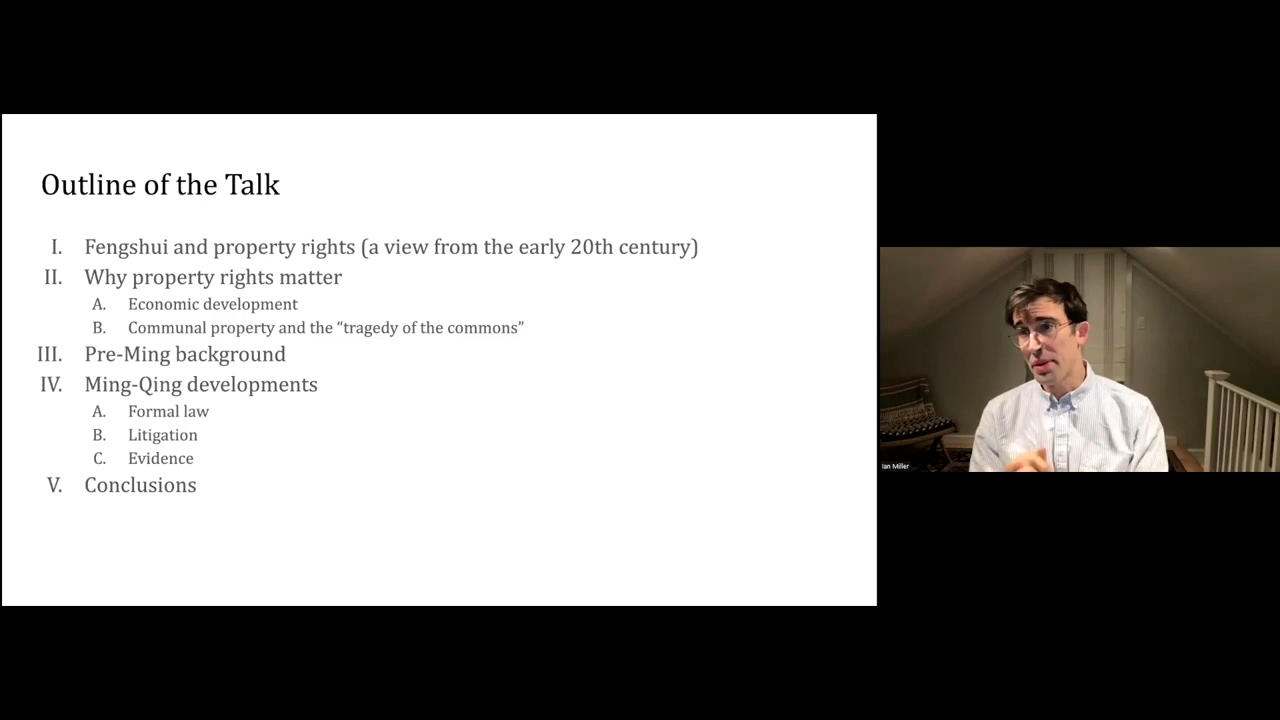 Outline of the Talk
I. Fengshui and property rights (a view from the early 20th century)
II. Why property rights matter
A. Economic development
B. Communal property and the “tragedy of the commons”
III. Pre-Ming background
IV. Ming-Qing developments
A. Formal law
B. Litigation
C. Evidence
V. Conclusions
Ian Miller